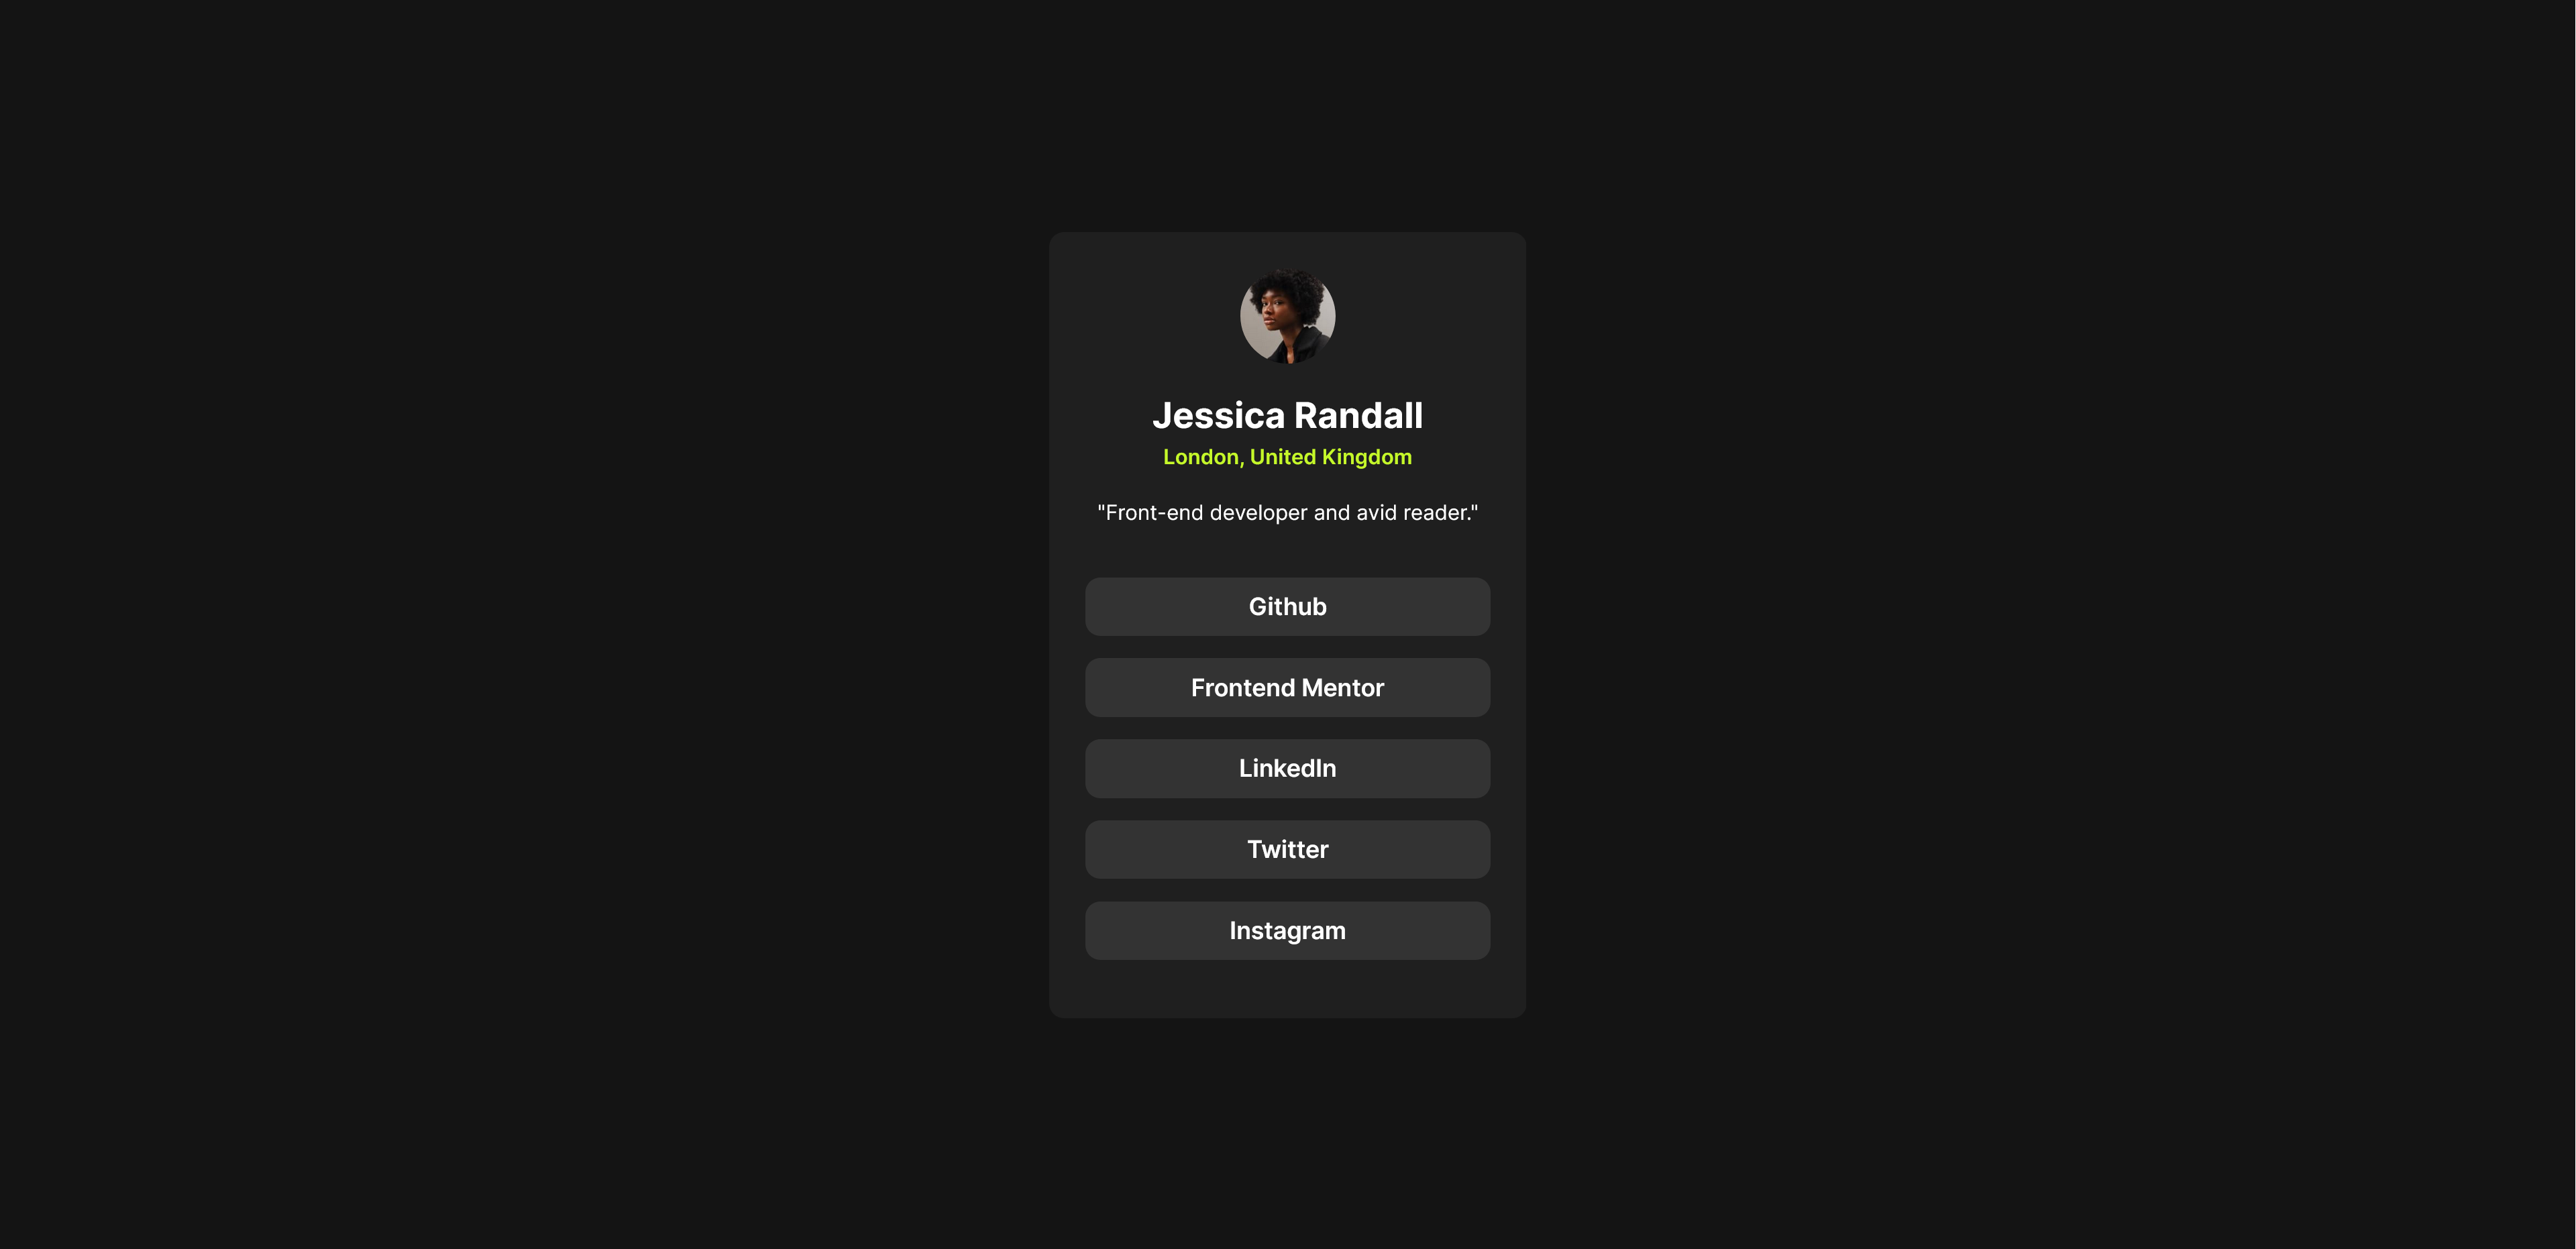 Jessica Randall
London, United Kingdom
"Front-end developer and avid reader."
Github
Frontend Mentor
LinkedIn
Twitter
Instagram